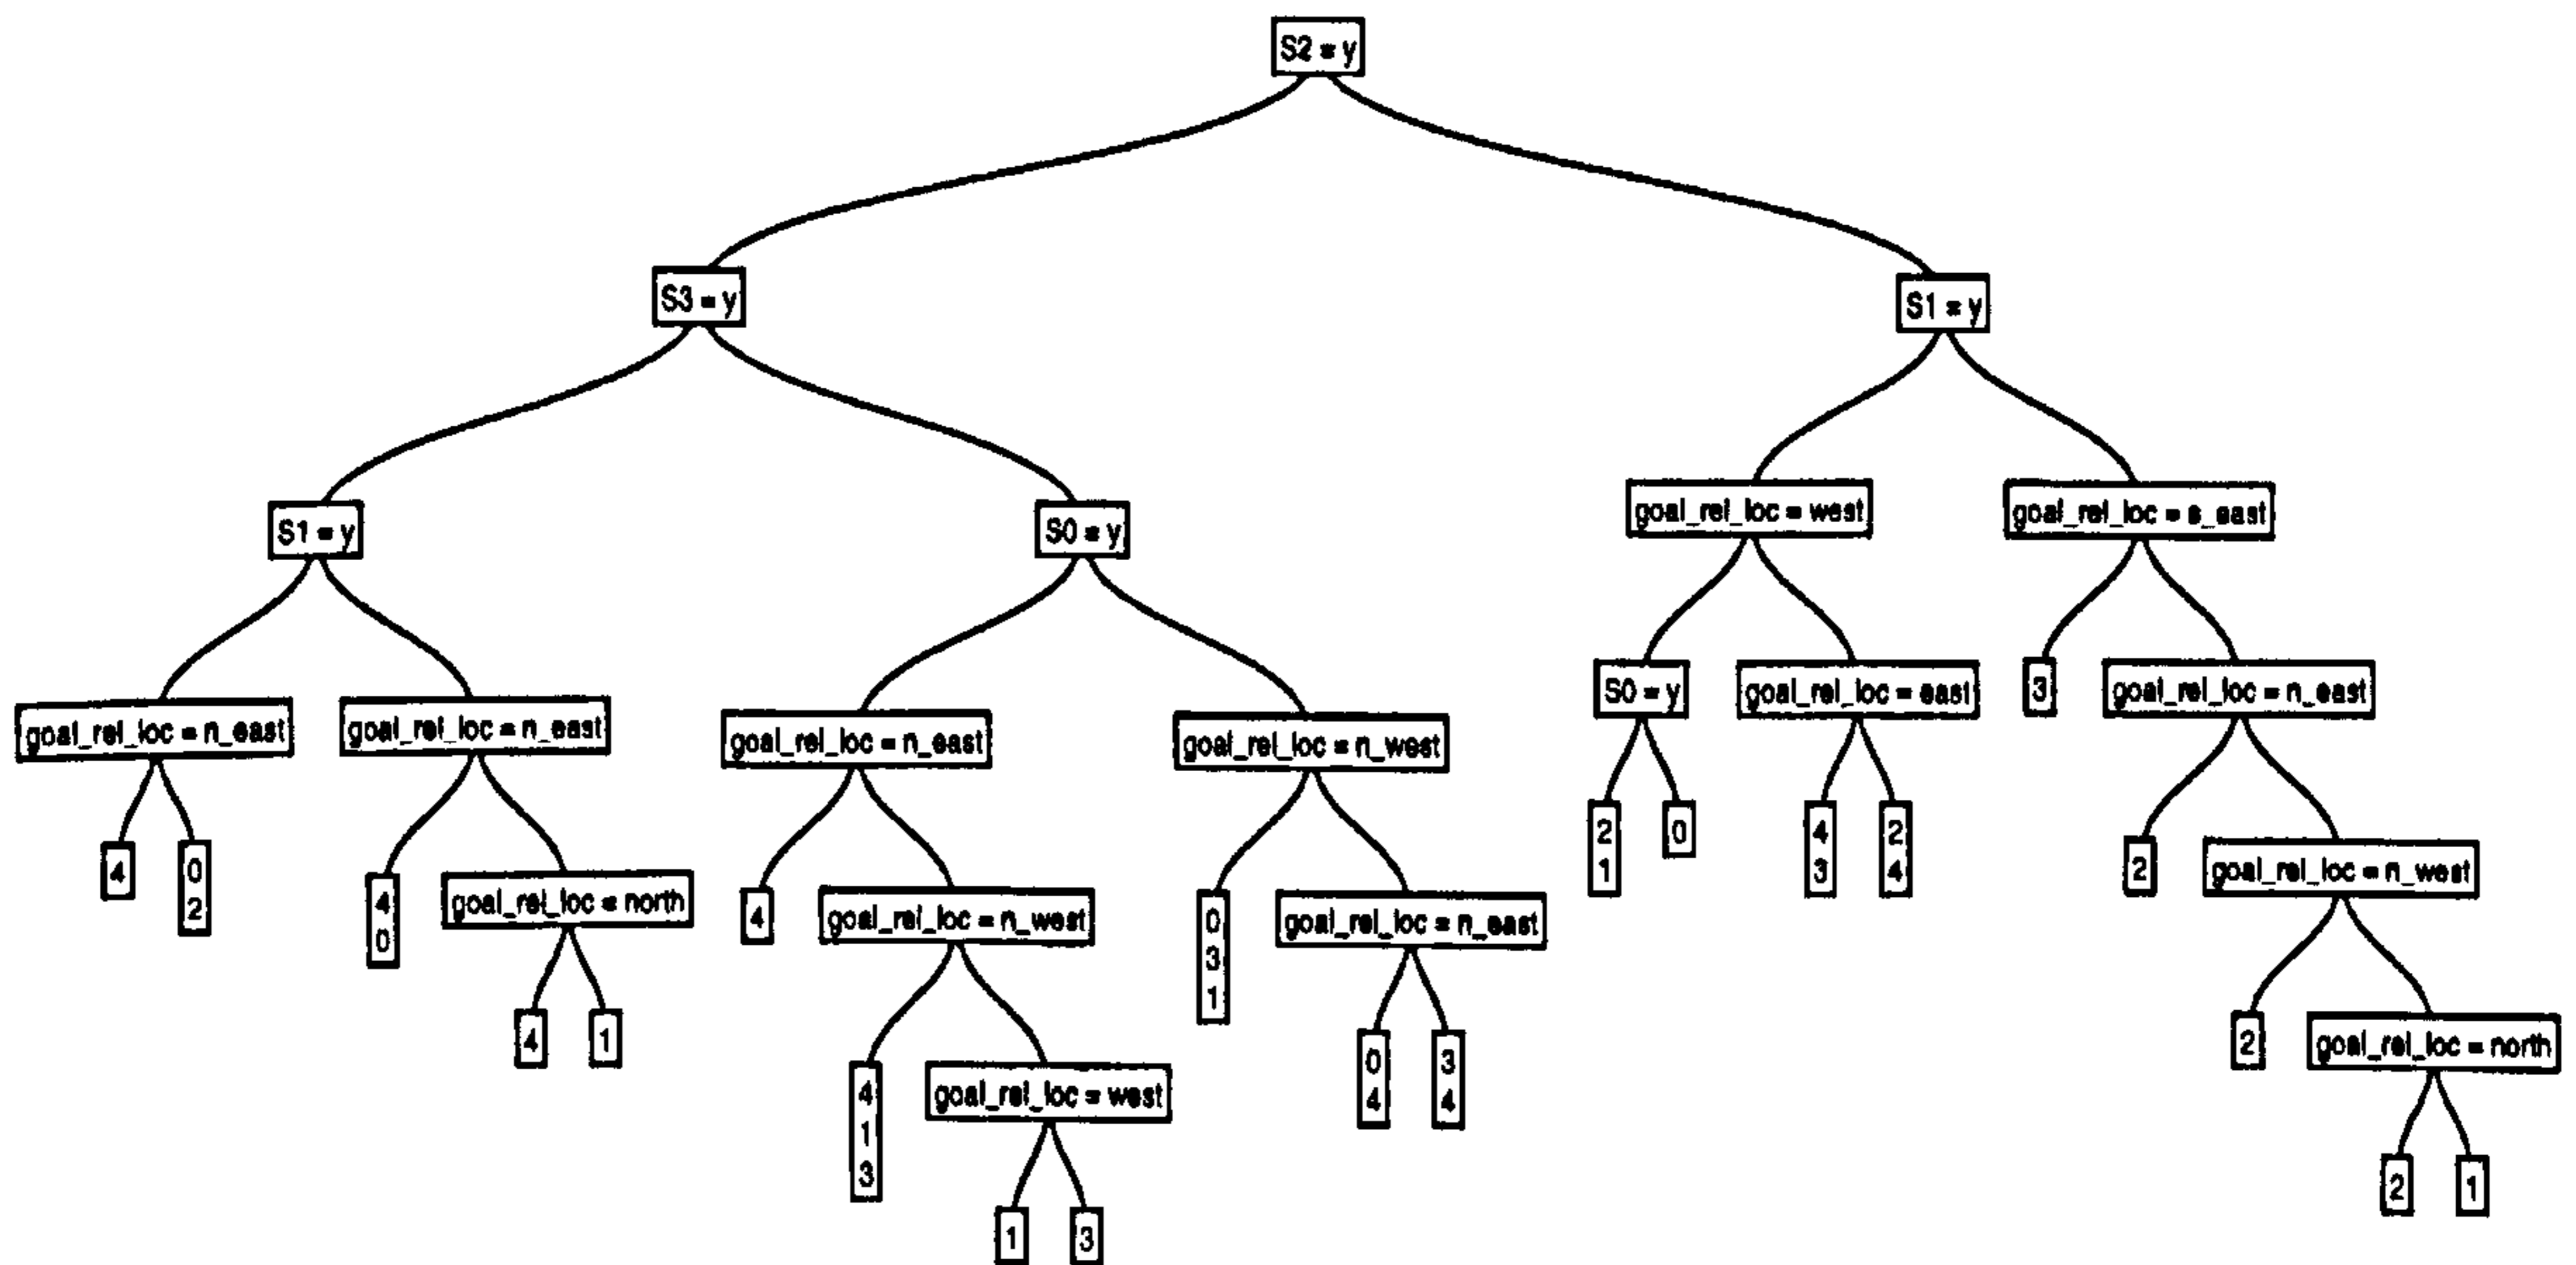 S2 = y
S3 = y
S1 = y
S1 = y
S0 = y
goal_rel_loc = west
goal_rel_loc = s_east
goal_rel_loc = n_east
goal_rel_loc = n_east
goal_rel_loc = n_east
goal_rel_loc = n_west
S0 = y
goal_rel_loc = east
3
goal_rel_loc = n_east
4
0
2
4
0
goal_rel_loc = north
4
goal_rel_loc = n_west
0
3
1
goal_rel_loc = n_east
2
1
0
4
3
2
4
2
goal_rel_loc = n_west
4
1
4
1
3
goal_rel_loc = west
0
4
3
4
2
goal_rel_loc = north
1
3
2
1